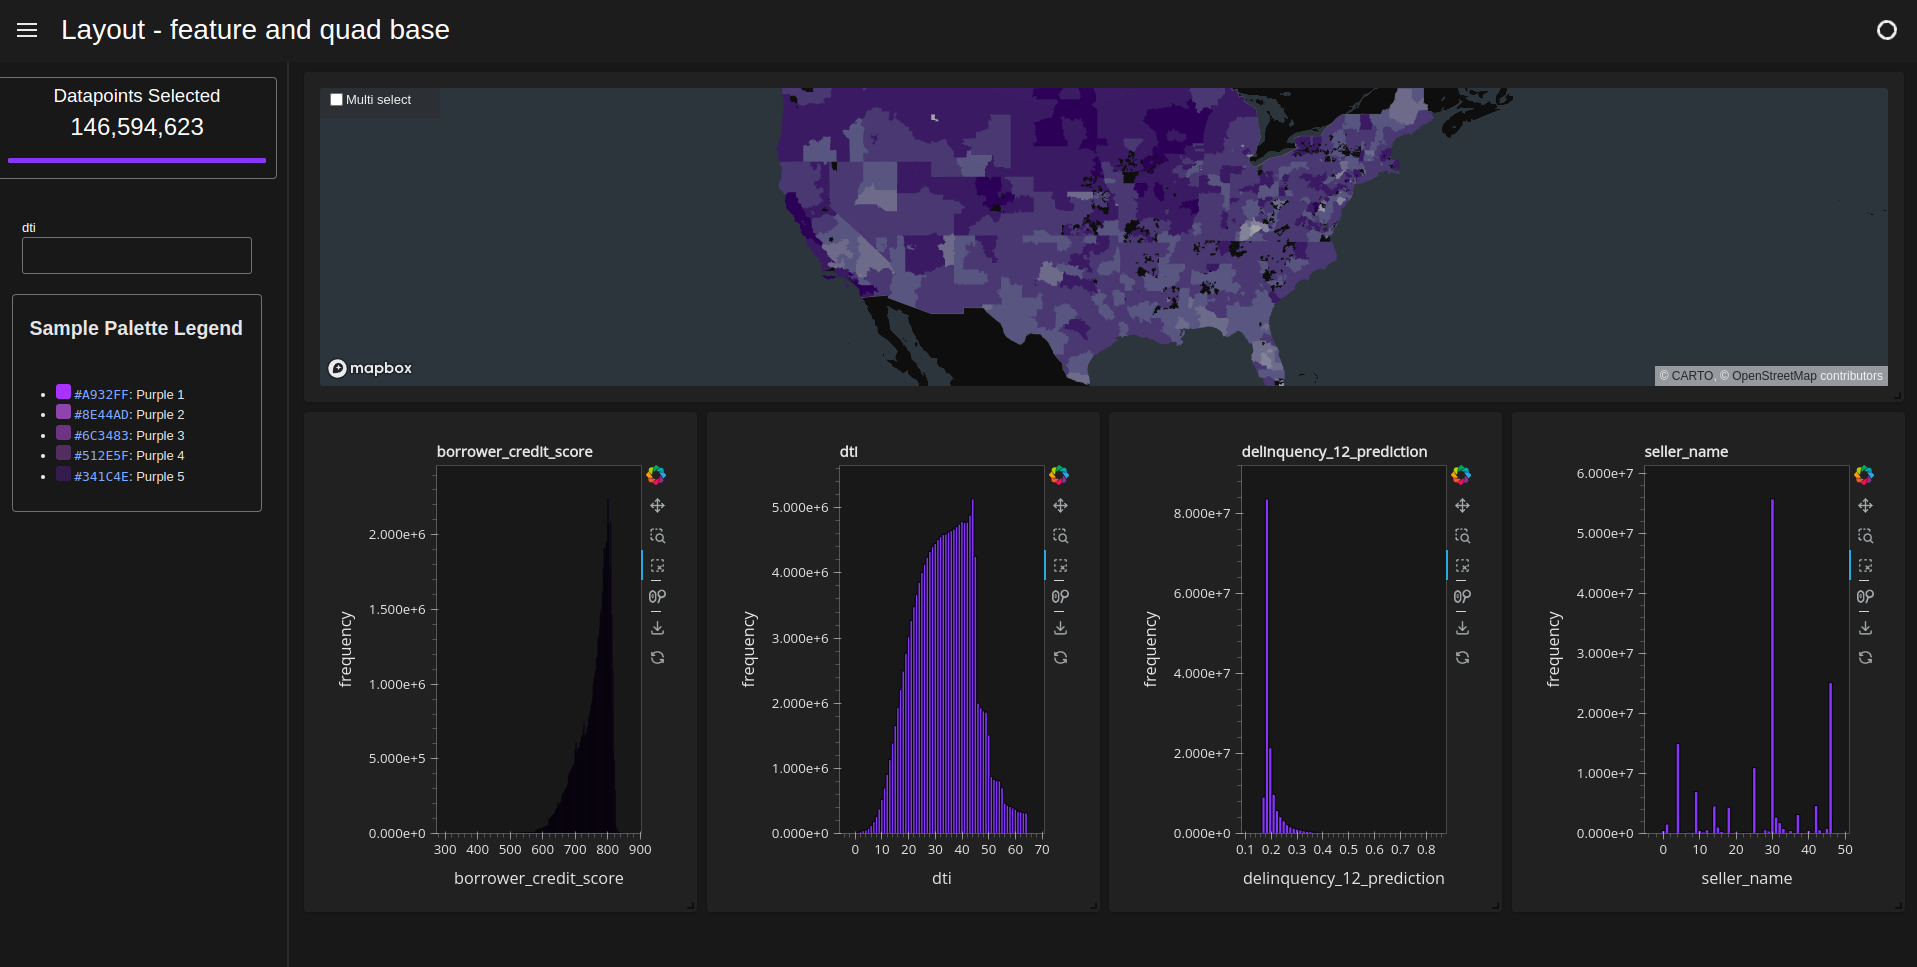 Layout - feature and quad base
Datapoints Selected
146,594,623
dti
Sample Palette Legend
#A932FF: Purple 1
#8E44AD: Purple 2
#6C3483: Purple 3
#512E5F: Purple 4
#341C4E: Purple 5
Multi select
mapbox
© CARTO, © OpenStreetMap contributors
borrower_credit_score
frequency
2.000e+6
1.500e+6
1.000e+6
5.000e+5
0.000e+0
300 400 500 600 700 800 900
borrower_credit_score
dti
frequency
5.000e+6
4.000e+6
3.000e+6
2.000e+6
1.000e+6
0.000e+0
0 10 20 30 40 50 60 70
dti
delinquency_12_prediction
frequency
8.000e+7
6.000e+7
4.000e+7
2.000e+7
0.000e+0
0.1 0.2 0.3 0.4 0.5 0.6 0.7 0.8
delinquency_12_prediction
seller_name
frequency
6.000e+7
5.000e+7
4.000e+7
3.000e+7
2.000e+7
1.000e+7
0.000e+0
0 10 20 30 40 50
seller_name